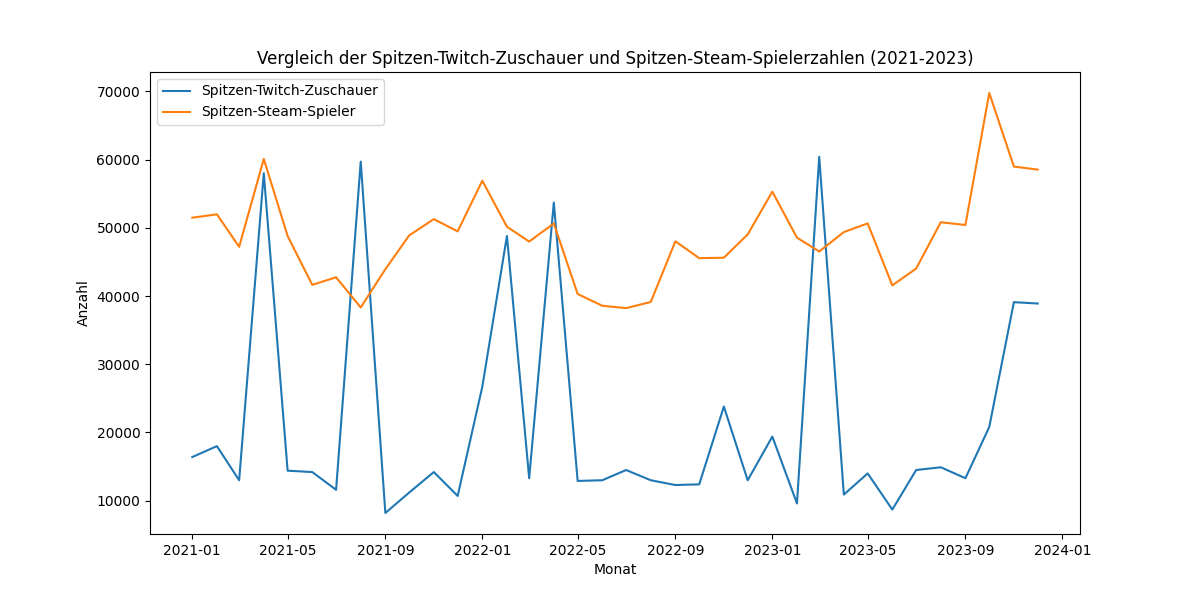 Vergleich der Spitzen-Twitch-Zuschauer und Spitzen-Steam-Spielerzahlen (2021-2023)
Spitzen-Twitch-Zuschauer
Spitzen-Steam-Spieler
Anzahl
70000
60000
50000
40000
30000
20000
10000
2021-01 2021-05 2021-09 2022-01 2022-05 2022-09 2023-01 2023-05 2023-09 2024-01
Monat